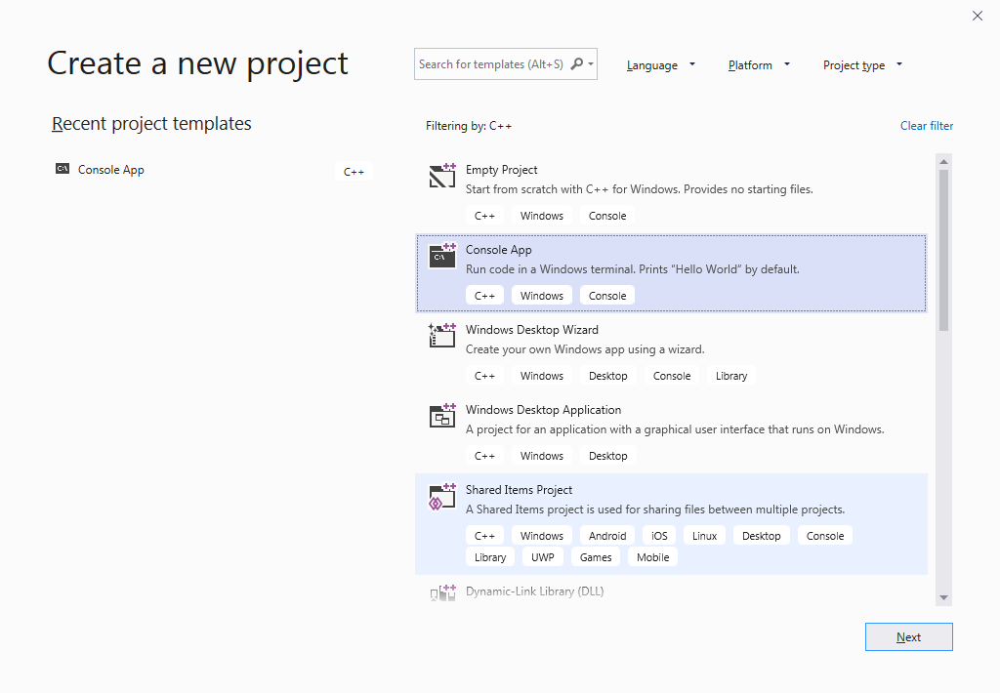 Create a new project
Search for templates (Alt+S)
Language
Platform
Project type
Recent project templates
Filtering by: C++
Clear filter
C:\ Console App C++
Empty Project
Start from scratch with C++ for Windows. Provides no starting files.
C++ Windows Console
C:\
Console App
Run code in a Windows terminal. Prints "Hello World" by default.
C++ Windows Console
Windows Desktop Wizard
Create your own Windows app using a wizard.
C++ Windows Desktop Console Library
Windows Desktop Application
A project for an application with a graphical user interface that runs on Windows.
C++ Windows Desktop
Shared Items Project
A Shared Items project is used for sharing files between multiple projects.
C++ Windows Android iOS Linux Desktop Console
Library UWP Games Mobile
Dynamic-Link Library (DLL)
Next